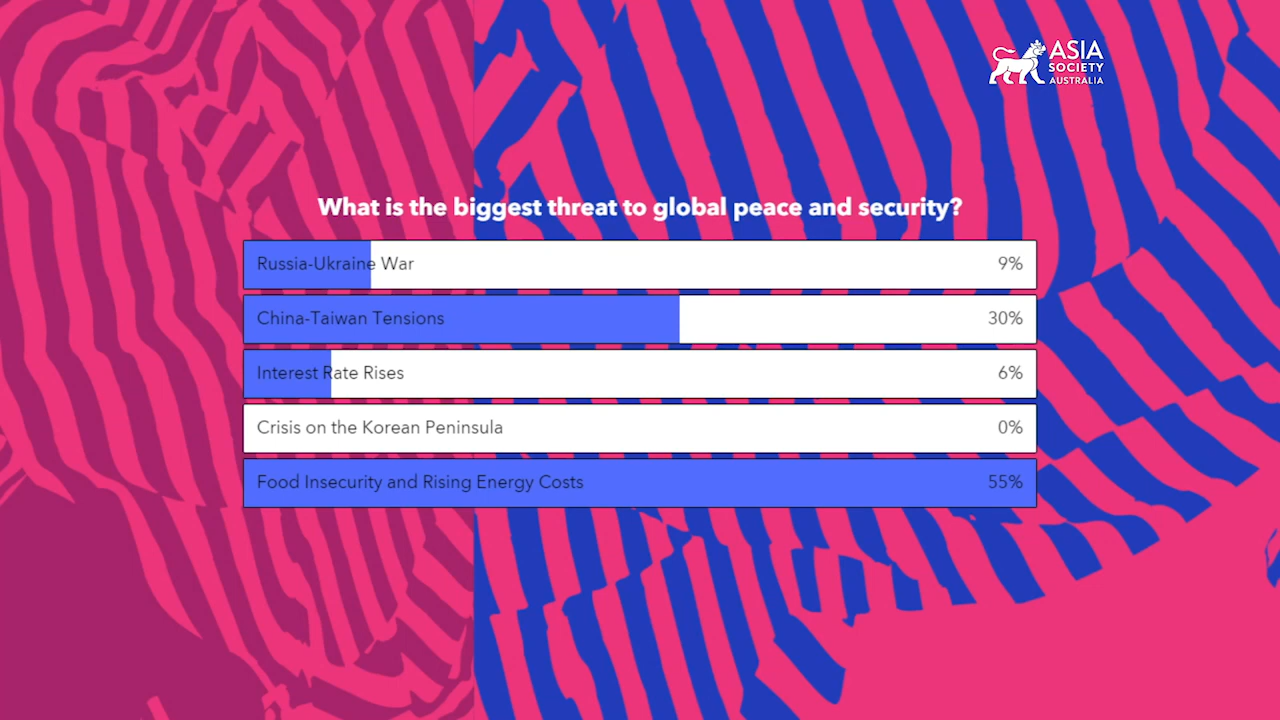 ASIA
SOCIETY
AUSTRALIA
What is the biggest threat to global peace and security?
Russia-Ukraine War 9%
China-Taiwan Tensions 30%
Interest Rate Rises 6%
Crisis on the Korean Peninsula 0%
Food Insecurity and Rising Energy Costs 55%